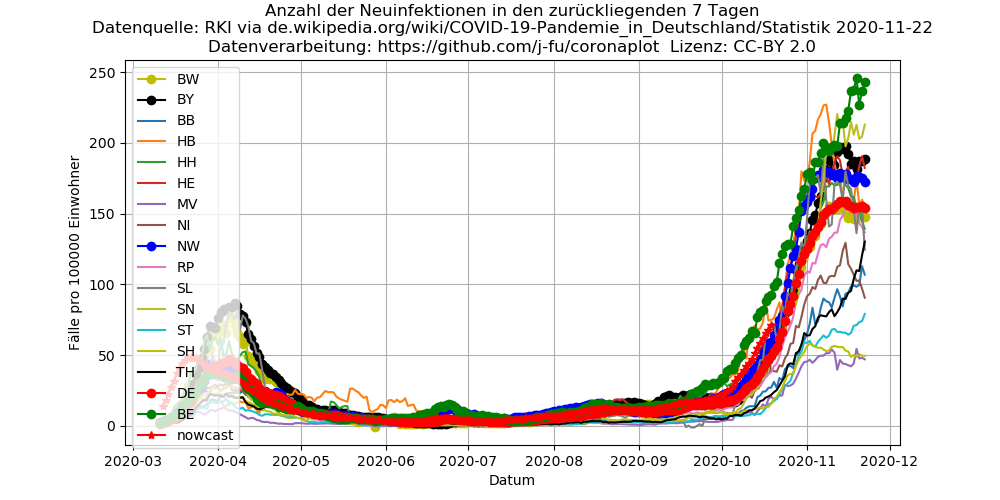 Anzahl der Neuinfektionen in den zurückliegenden 7 Tagen
Datenquelle: RKI via de.wikipedia.org/wiki/COVID-19-Pandemie_in_Deutschland/Statistik 2020-11-22
Datenverarbeitung: https://github.com/j-fu/coronaplot  Lizenz: CC-BY 2.0
Fälle pro 100000 Einwohner
250
200
150
100
50
0
BW
BY
BB
HB
HH
HE
MV
NI
NW
RP
SL
SN
ST
SH
TH
DE
BE
nowcast
2020-03 2020-04 2020-05 2020-06 2020-07 2020-08 2020-09 2020-10 2020-11 2020-12
Datum